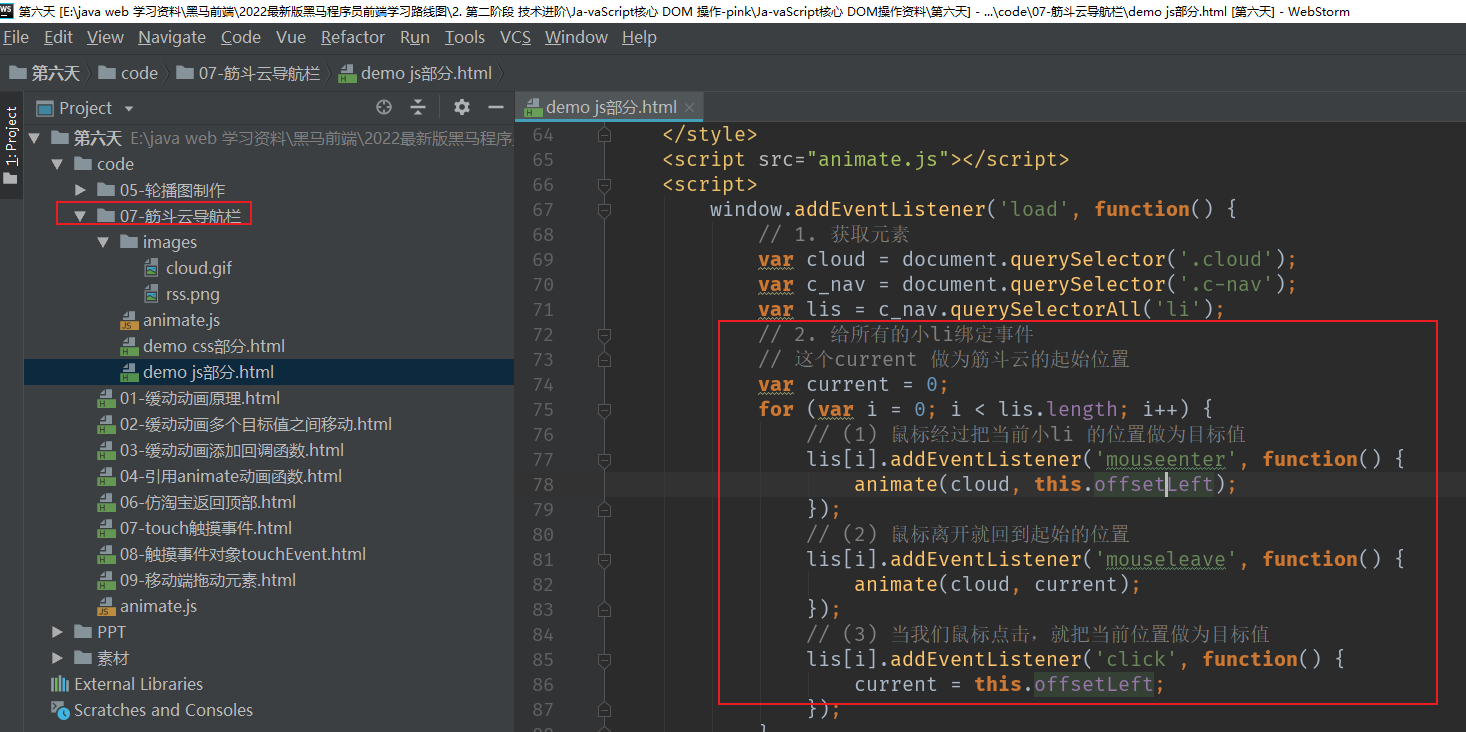 WS 第六天 [E:\java web 学习资料\黑马前端\2022最新版黑马程序员前端学习路线图\2. 第二阶段 技术进阶\Ja-vaScript核心 DOM 操作-pink\Ja-vaScript核心 DOM操作资料\第六天] - ...\code\07-筋斗云导航栏\demo js部分.html [第六天] - WebStorm
File Edit View Navigate Code Vue Refactor Run Tools VCS Window Help
第六天 code 07-筋斗云导航栏 demo js部分.html
1: Project
Project
第六天 E:\java web 学习资料\黑马前端\2022最新版黑马程序
code
05-轮播图制作
07-筋斗云导航栏
images
cloud.gif
rss.png
animate.js
demo css部分.html
demo js部分.html
01-缓动动画原理.html
02-缓动动画多个目标值之间移动.html
03-缓动动画添加回调函数.html
04-引用animate动画函数.html
06-仿淘宝返回顶部.html
07-touch触摸事件.html
08-触摸事件对象touchEvent.html
09-移动端拖动元素.html
animate.js
PPT
素材
External Libraries
Scratches and Consoles
demo js部分.html
64 </style>
65 <script src="animate.js"></script>
66 <script>
67 window.addEventListener('load', function() {
68 // 1. 获取元素
69 var cloud = document.querySelector('.cloud');
70 var c_nav = document.querySelector('.c-nav');
71 var lis = c_nav.querySelectorAll('li');
72 // 2. 给所有的小li绑定事件
73 // 这个current 做为筋斗云的起始位置
74 var current = 0;
75 for (var i = 0; i < lis.length; i++) {
76 // (1) 鼠标经过把当前小li 的位置做为目标值
77 lis[i].addEventListener('mouseenter', function() {
78 animate(cloud, this.offsetLeft);
79 });
80 // (2) 鼠标离开就回到起始的位置
81 lis[i].addEventListener('mouseleave', function() {
82 animate(cloud, current);
83 });
84 // (3) 当我们鼠标点击，就把当前位置做为目标值
85 lis[i].addEventListener('click', function() {
86 current = this.offsetLeft;
87 });